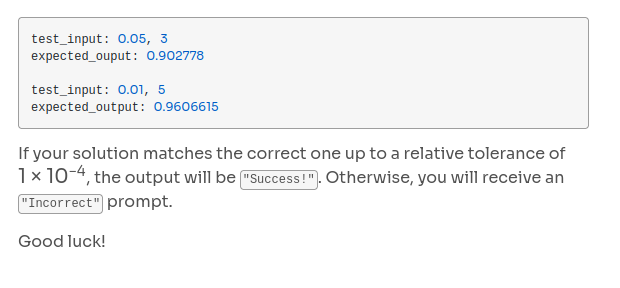 test_input: 0.05, 3
expected_ouput: 0.902778
test_input: 0.01, 5
expected_output: 0.9606615
If your solution matches the correct one up to a relative tolerance of
1 × 10⁻⁴, the output will be "Success!". Otherwise, you will receive an
"Incorrect" prompt.
Good luck!